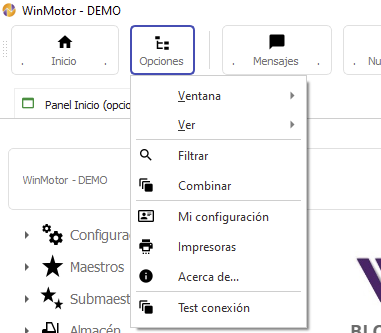 WinMotor - DEMO
Inicio
Opciones
Mensajes
Nu
Panel Inicio (opcio
Ventana
Ver
Filtrar
Combinar
Mi configuración
Impresoras
Acerca de...
Test conexión
WinMotor - DEMO
Configura
Maestros
Submaest
Almacén
BLO